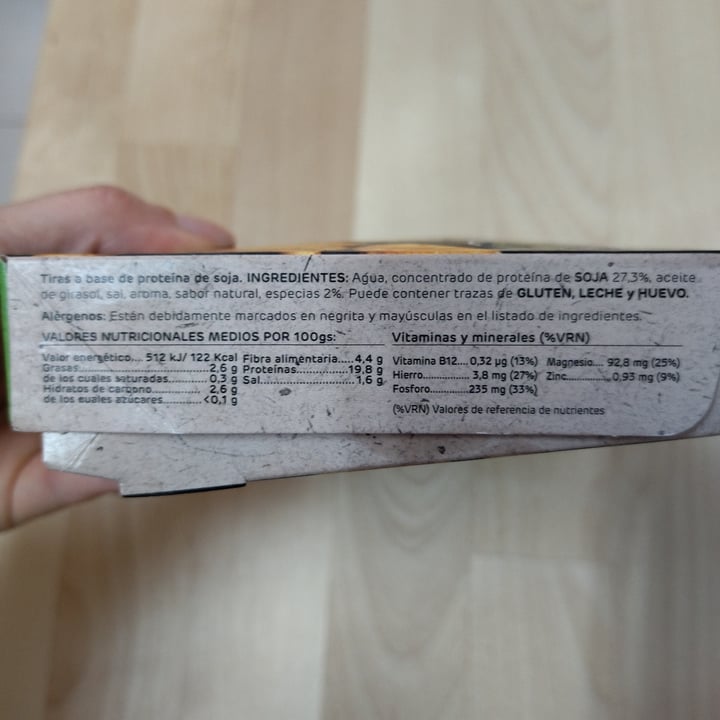 Tiras a base de proteína de soja. INGREDIENTES: Agua, concentrado de proteína de SOJA 27,3%, aceite
de girasol, sal, aroma, sabor natural, especias 2%. Puede contener trazas de GLUTEN, LECHE y HUEVO.
Alérgenos: Están debidamente marcados en negrita y mayúsculas en el listado de ingredientes.
VALORES NUTRICIONALES MEDIOS POR 100gs:
Valor energético... 512 kJ/ 122 Kcal
Grasas..................2,6 g
de los cuales saturadas.........0,3 g
Hidratos de carbono............2,6 g
de los cuales azúcares..........<0,1 g
Fibra alimentaria.....4,4 g
Proteínas...............19,8 g
Sal........................1,6 g
Vitaminas y minerales (%VRN)
Vitamina B12....0,32 µg (13%)
Hierro.............3,8 mg (27%)
Fosforo...........235 mg (33%)
Magnesio.... 92,8 mg (25%)
Zinc............0,93 mg (9%)
(%VRN) Valores de referencia de nutrientes